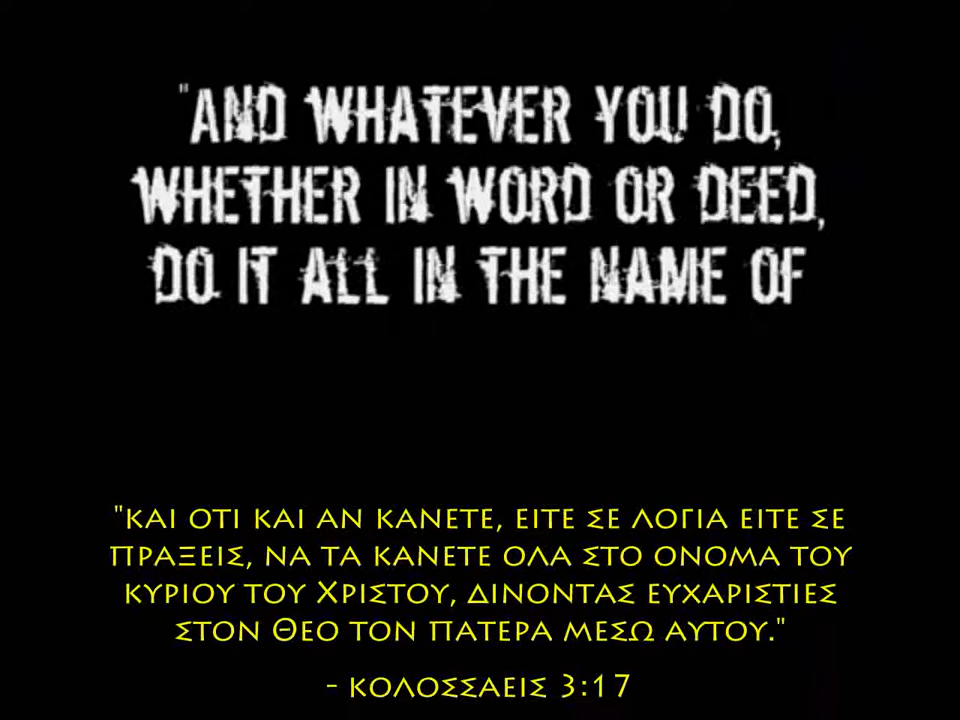 "AND WHATEVER YOU DO,
WHETHER IN WORD OR DEED,
DO IT ALL IN THE NAME OF
"ΚΑΙ ΟΤΙ ΚΑΙ ΑΝ ΚΑΝΕΤΕ, ΕΙΤΕ ΣΕ ΛΟΓΙΑ ΕΙΤΕ ΣΕ
ΠΡΑΞΕΙΣ, ΝΑ ΤΑ ΚΑΝΕΤΕ ΟΛΑ ΣΤΟ ΟΝΟΜΑ ΤΟΥ
ΚΥΡΙΟΥ ΤΟΥ ΧΡΙΣΤΟΥ, ΔΙΝΟΝΤΑΣ ΕΥΧΑΡΙΣΤΙΕΣ
ΣΤΟΝ ΘΕΟ ΤΟΝ ΠΑΤΕΡΑ ΜΕΣΩ ΑΥΤΟΥ."
- ΚΟΛΟΣΣΑΕΙΣ 3:17